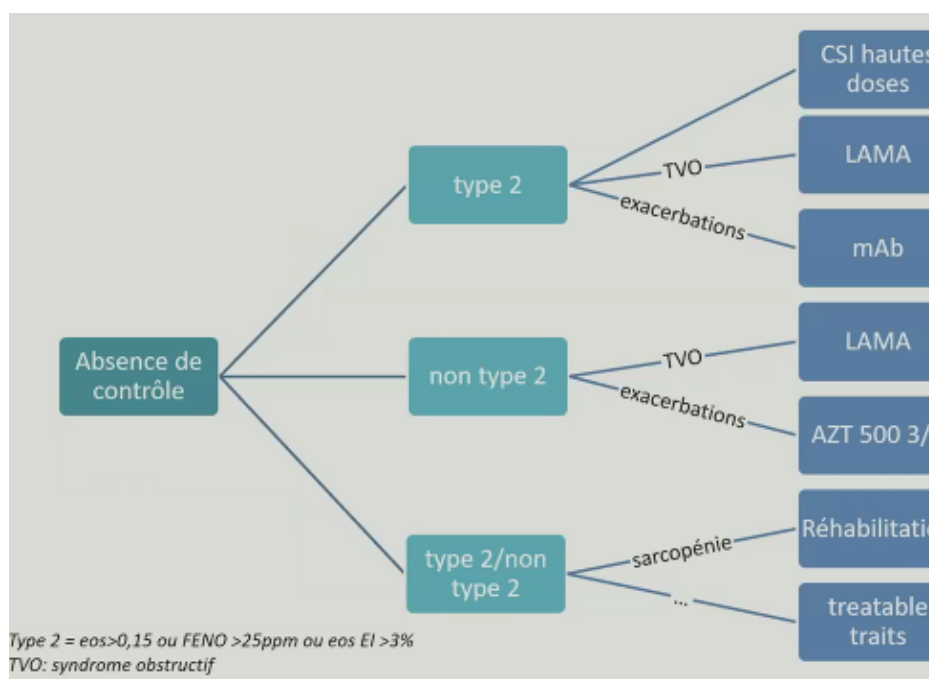 CSI hautes
doses
type 2
TVO
LAMA
exacerbations
mAb
Absence de
contrôle
non type 2
TVO
LAMA
exacerbations
AZT 500 3/
type 2/non
type 2
sarcopénie
...
treatable
traits
Type 2 = eos>0,15 ou FENO >25ppm ou eos EI >3%
TVO: syndrome obstructif